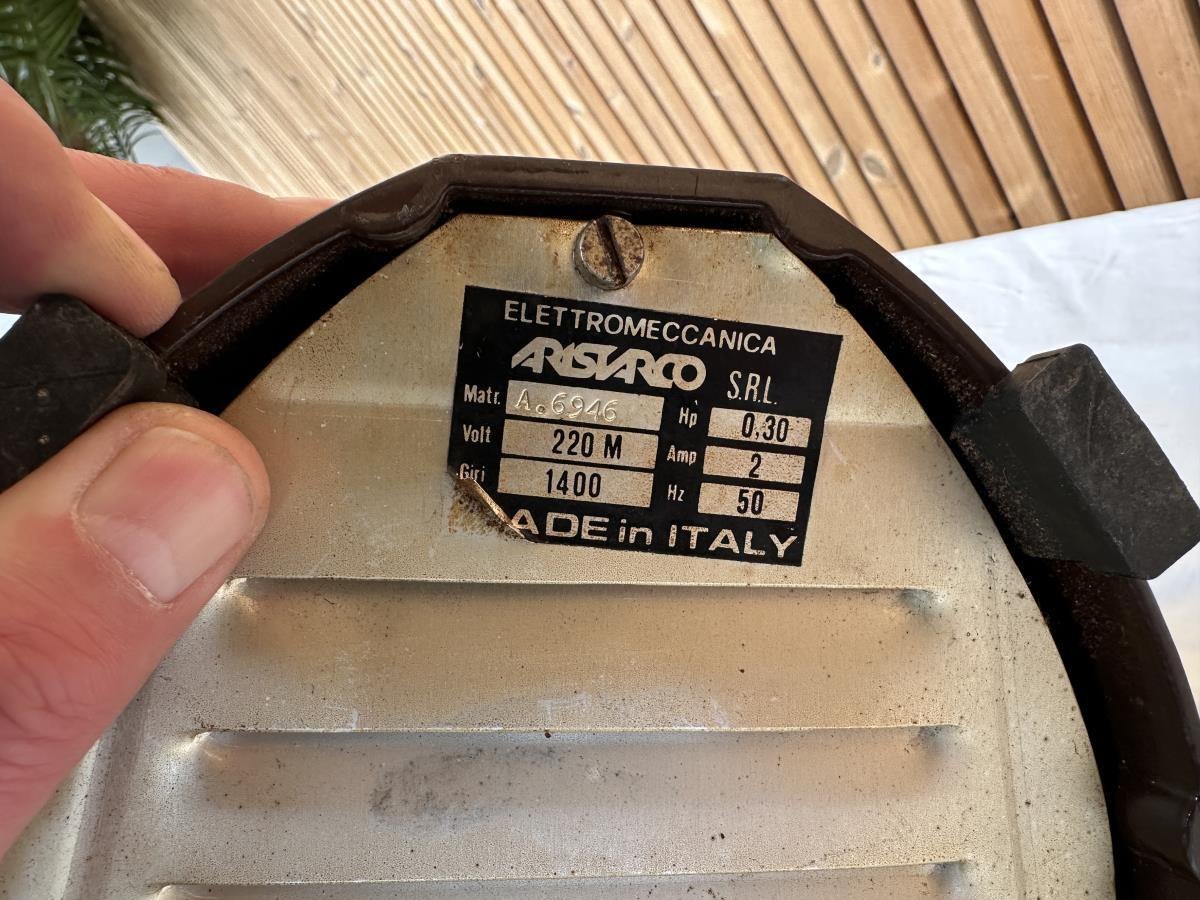 ELETTROMECCANICA
ARISTARCO S.R.L.
Matr. A.6946 Hp 0,30
Volt 220 M Amp 2
Giri 1400 Hz 50
ADE in ITALY